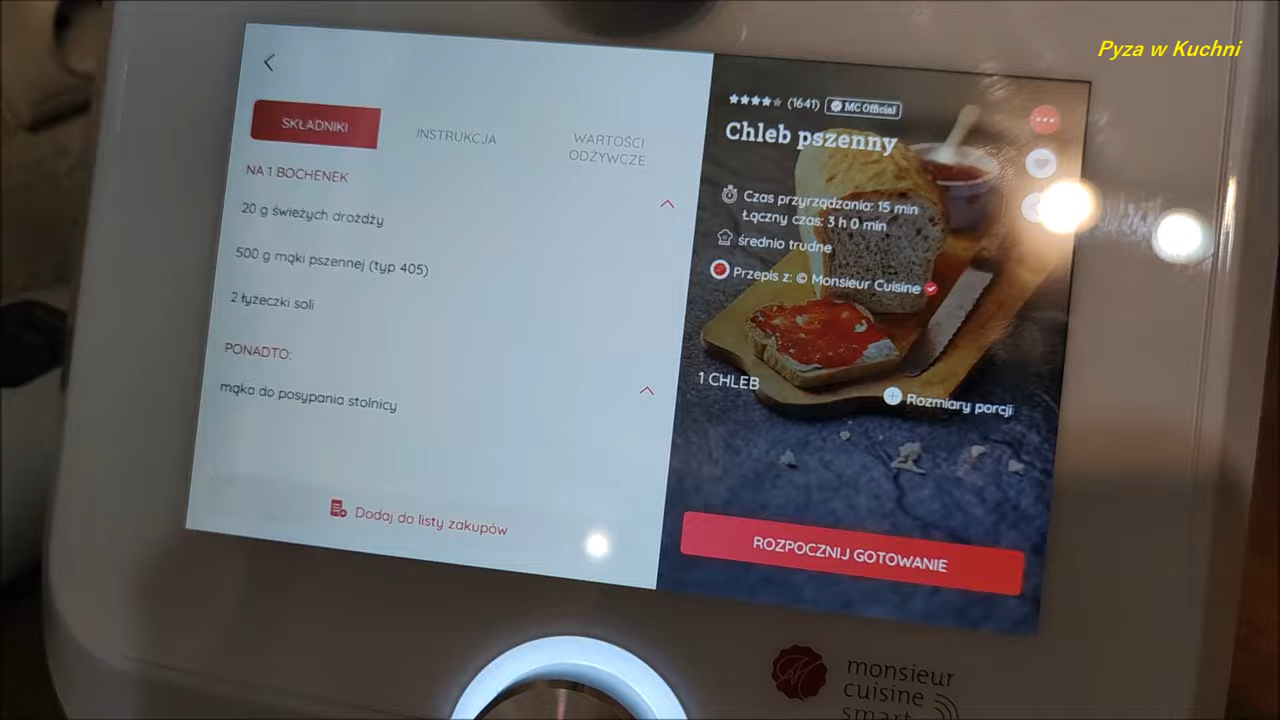 Pyza w Kuchni
SKŁADNIKI
INSTRUKCJA
WARTOŚCI
ODŻYWCZE
NA 1 BOCHENEK
20 g świeżych drożdży
500 g mąki pszennej (typ 405)
2 łyżeczki soli
PONADTO:
mąka do posypania stolnicy
Dodaj do listy zakupów
(1641) MC Official
Chleb pszenny
Czas przyrządzania: 15 min
Łączny czas: 3 h 0 min
średnio trudne
Przepis z: © Monsieur Cuisine
1 CHLEB
Rozmiary porcji
ROZPOCZNIJ GOTOWANIE
monsieur
cuisine
smart